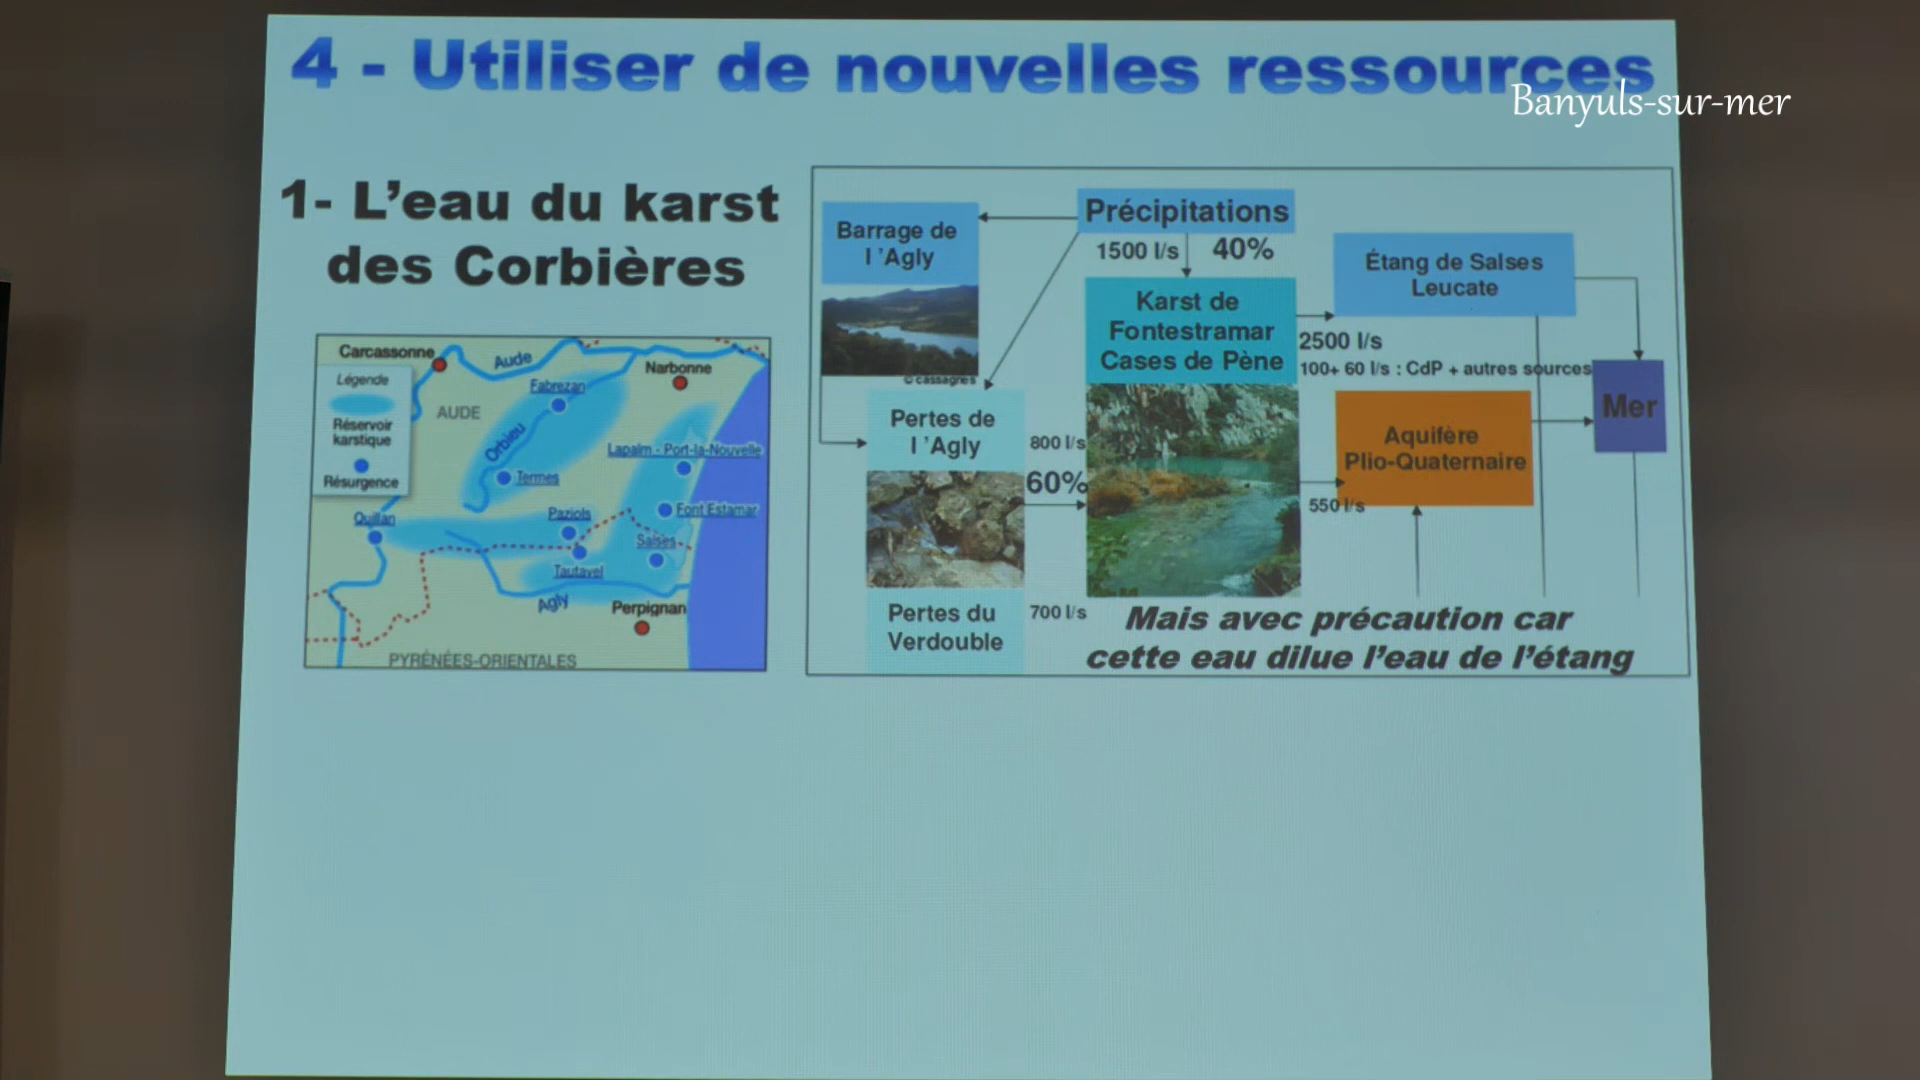 4 - Utiliser de nouvelles ressources
Banyuls-sur-mer
1- L'eau du karst
des Corbières
Carcassonne
Aude
Narbonne
Légende
Réservoir
karstique
Résurgence
AUDE
Fabrezan
Orbieu
Termes
Lapalm - Port-la-Nouvelle
Quillan
Paziols
Font Estamar
Salses
Tautavel
Agly
Perpignan
PYRÉNÉES-ORIENTALES
Précipitations
1500 l/s
40%
Barrage de
l 'Agly
© cassagnes
Karst de
Fontestramar
Cases de Pène
Étang de Salses
Leucate
2500 l/s
100+ 60 l/s : CdP + autres sources
Mer
Pertes de
l 'Agly
800 l/s
60%
Aquifère
Plio-Quaternaire
550 l/s
Pertes du
Verdouble
700 l/s
Mais avec précaution car
cette eau dilue l'eau de l'étang